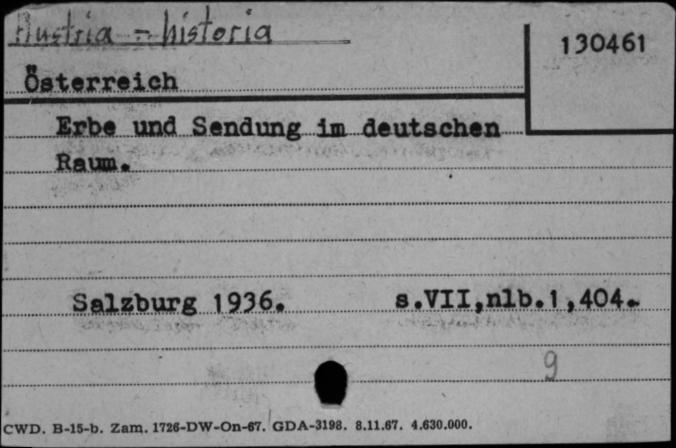 Austria - historia
130461
Österreich
Erbe und Sendung im deutschen
Raum.
Salzburg 1936. s.VII,nlb.1,404.
9
CWD. B-15-b. Zam. 1726-DW-On-67. GDA-3198. 8.11.67. 4.630.000.